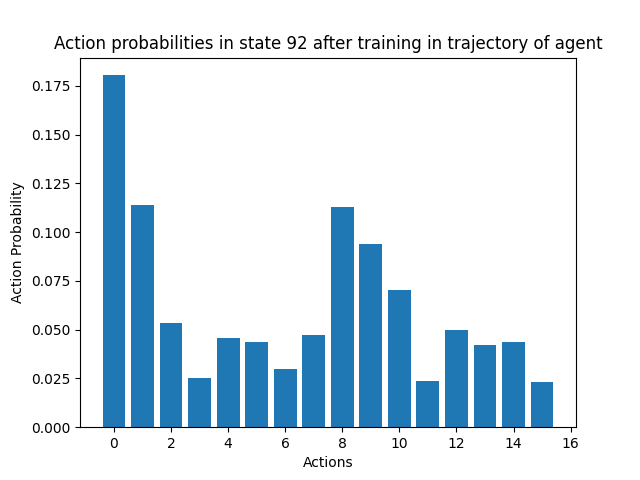 Action probabilities in state 92 after training in trajectory of agent
0.175
0.150
0.125
0.100
0.075
0.050
0.025
0.000
Action Probability
0 2 4 6 8 10 12 14 16
Actions